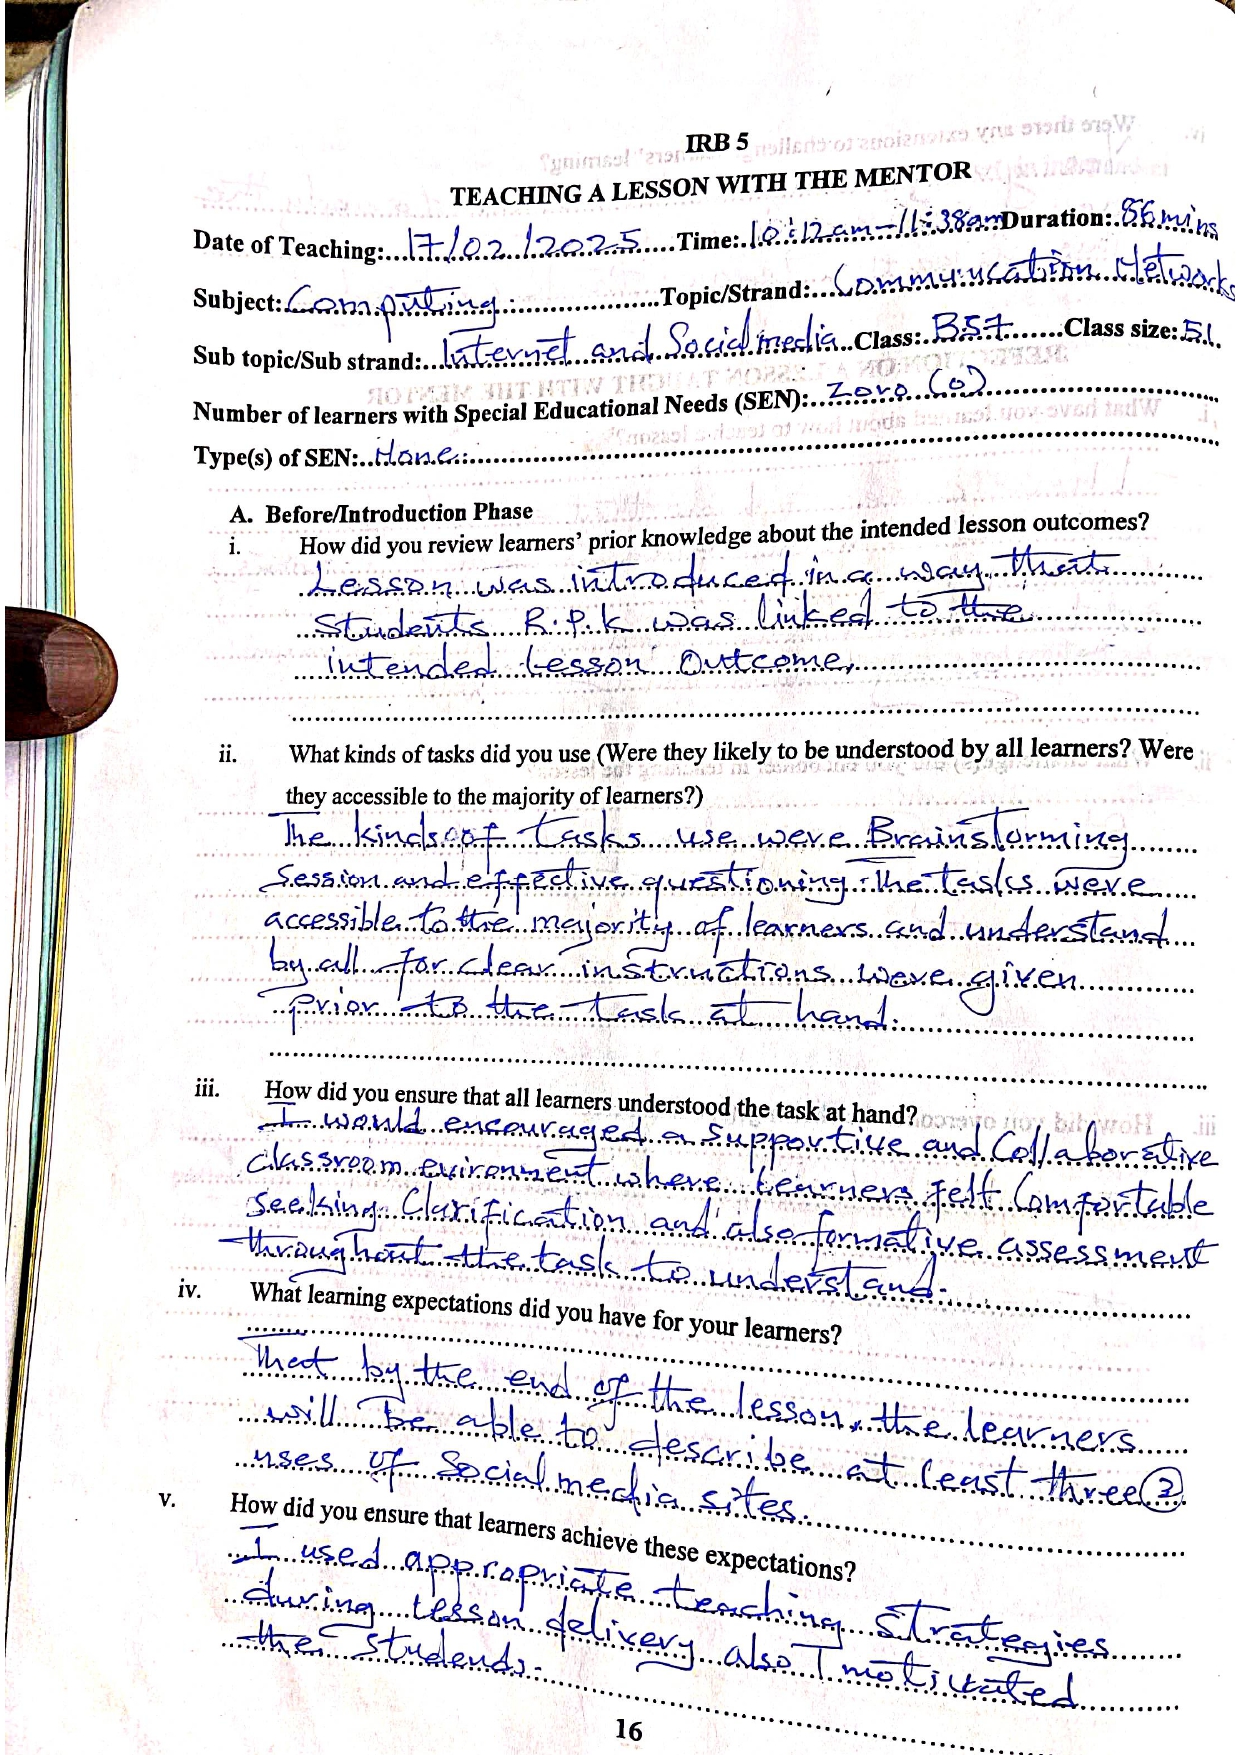 IRB 5
TEACHING A LESSON WITH THE MENTOR
Date of Teaching:...17/02/2025.....Time:..10:12am-11:38am Duration:..86mins
Subject: Computing...............Topic/Strand:...Communication Networks
Sub topic/Sub strand:...Internet and Social media..Class:..BS7......Class size: 51.
Number of learners with Special Educational Needs (SEN):...Zoro (0)
Type(s) of SEN:...None.
A. Before/Introduction Phase
i. How did you review learners' prior knowledge about the intended lesson outcomes?
Lesson was introduced in a way that
Students R.P.K was linked to the
intended Lesson Outcome,
ii. What kinds of tasks did you use (Were they likely to be understood by all learners? Were
they accessible to the majority of learners?)
The kinds of tasks use were Brainstorming
Session and effective questioning. The tasks were
accessible to the majority of learners and understand
by all for clear instructions were given
prior to the task at hand.
iii. How did you ensure that all learners understood the task at hand?
I would encouraged a supportive and Collaborative
classroom evironment where Learners felt Comfortable
Seeking Clarification and also formative assessment
throughout the task to understand.
iv. What learning expectations did you have for your learners?
That by the end of the lesson, the learners
will be able to describe at least three (3)
uses of Social media sites.
v. How did you ensure that learners achieve these expectations?
I used appropriate teaching strategies
during Lesson delivery also I motivated
the Students.
16